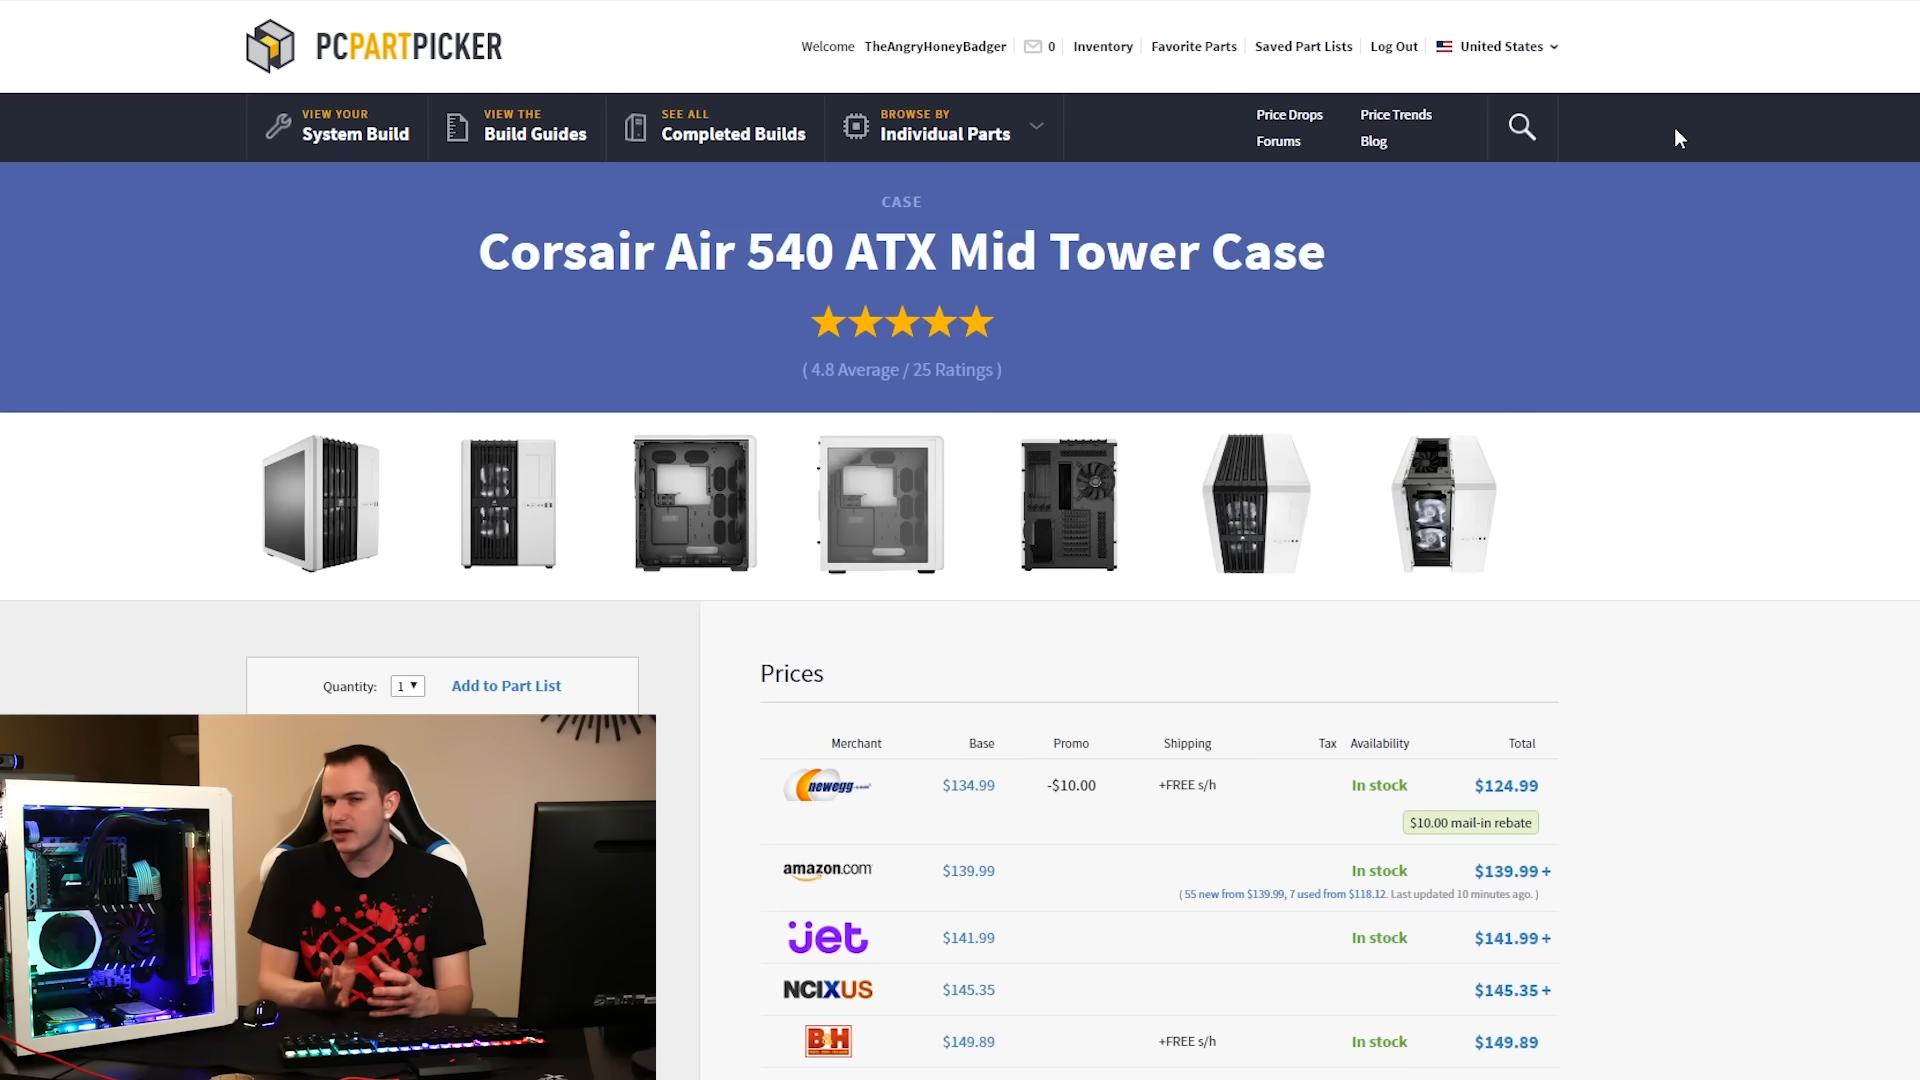 PCPARTPICKER
Welcome TheAngryHoneyBadger 0 Inventory Favorite Parts Saved Part Lists Log Out United States
VIEW YOUR
System Build
VIEW THE
Build Guides
SEE ALL
Completed Builds
BROWSE BY
Individual Parts
Price Drops Price Trends
Forums Blog
CASE
Corsair Air 540 ATX Mid Tower Case
( 4.8 Average / 25 Ratings )
Quantity: 1 Add to Part List
Prices
Merchant Base Promo Shipping Tax Availability Total
newegg.com $134.99 -$10.00 +FREE s/h In stock $124.99
$10.00 mail-in rebate
amazon.com $139.99 In stock $139.99 +
( 55 new from $139.99, 7 used from $118.12. Last updated 10 minutes ago. )
jet $141.99 In stock $141.99 +
NCIXUS $145.35 $145.35 +
B&H $149.89 +FREE s/h In stock $149.89